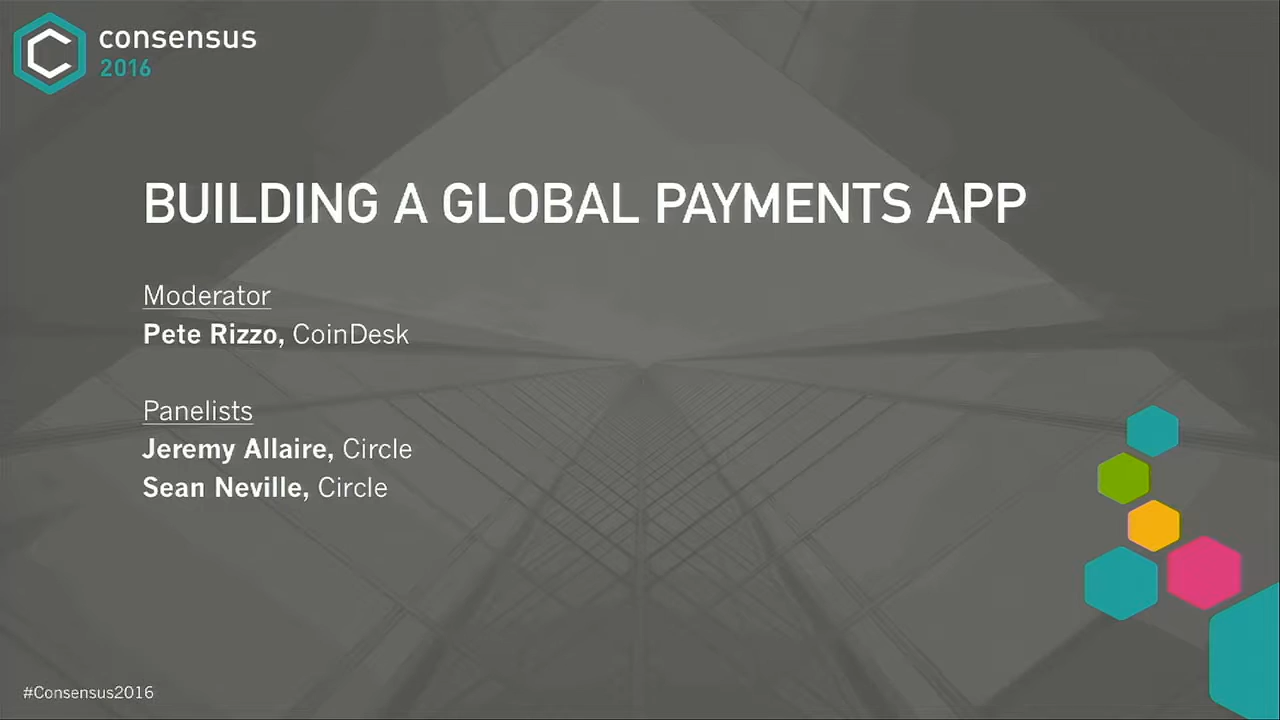 consensus
2016
BUILDING A GLOBAL PAYMENTS APP
Moderator
Pete Rizzo, CoinDesk
Panelists
Jeremy Allaire, Circle
Sean Neville, Circle
#Consensus2016